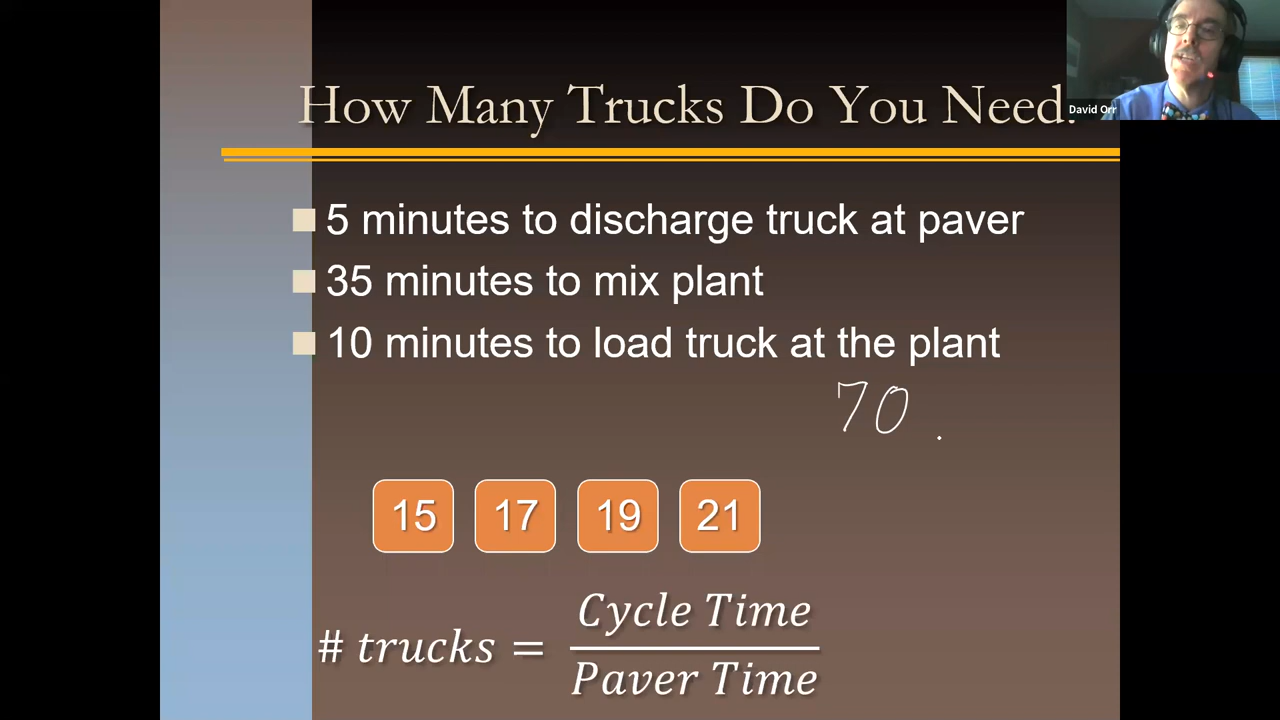 How Many Trucks Do You Need
David Orr
5 minutes to discharge truck at paver
35 minutes to mix plant
10 minutes to load truck at the plant
70 .
15 17 19 21
# trucks = Cycle Time
Paver Time